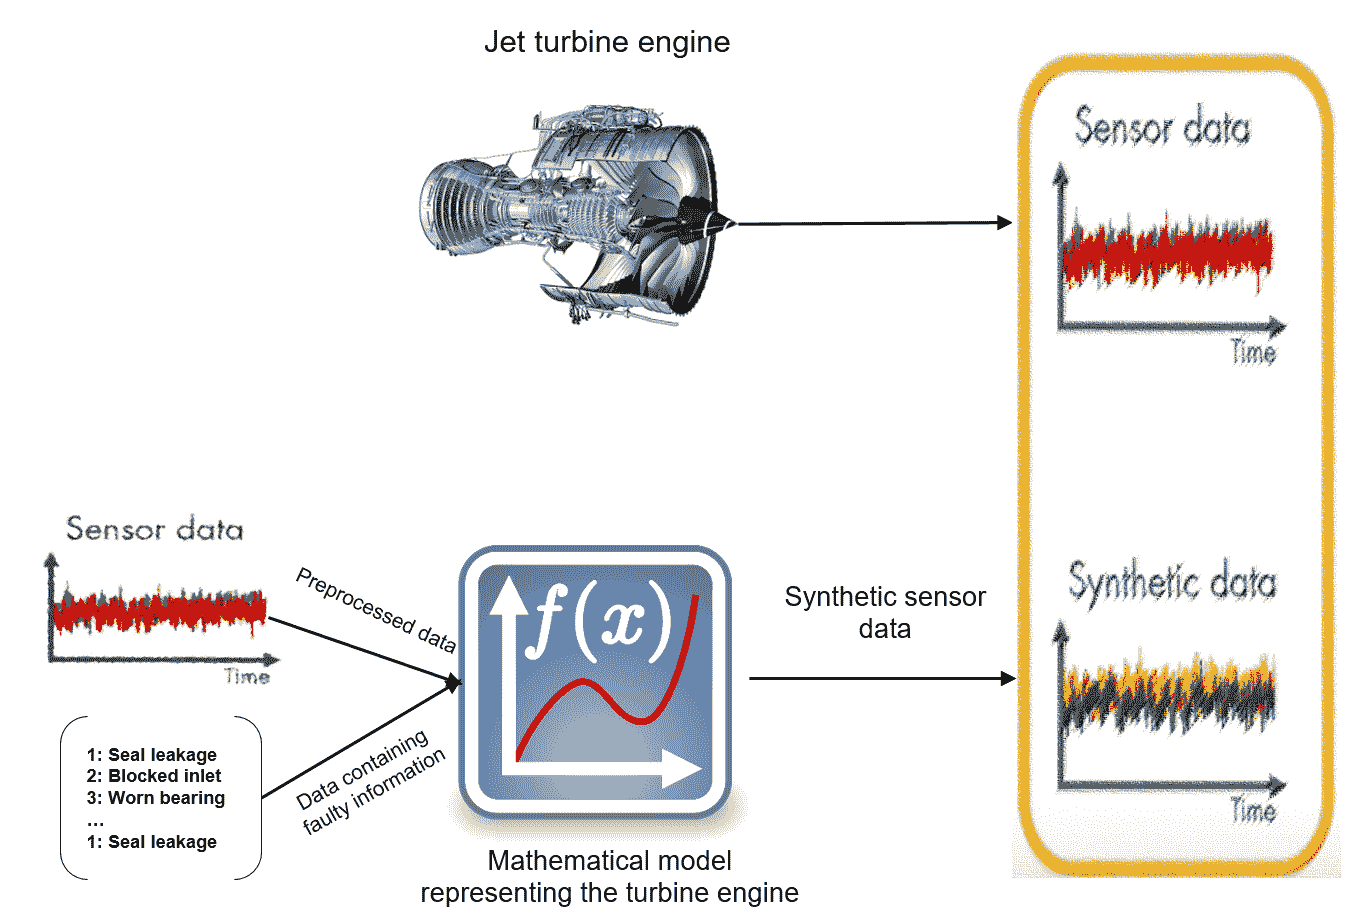 Jet turbine engine
Sensor data
Time
Sensor data
Time
Preprocessed data
1: Seal leakage
2: Blocked inlet
3: Worn bearing
...
1: Seal leakage
Data containing
faulty information
f(x)
Mathematical model
representing the turbine engine
Synthetic sensor
data
Synthetic data
Time